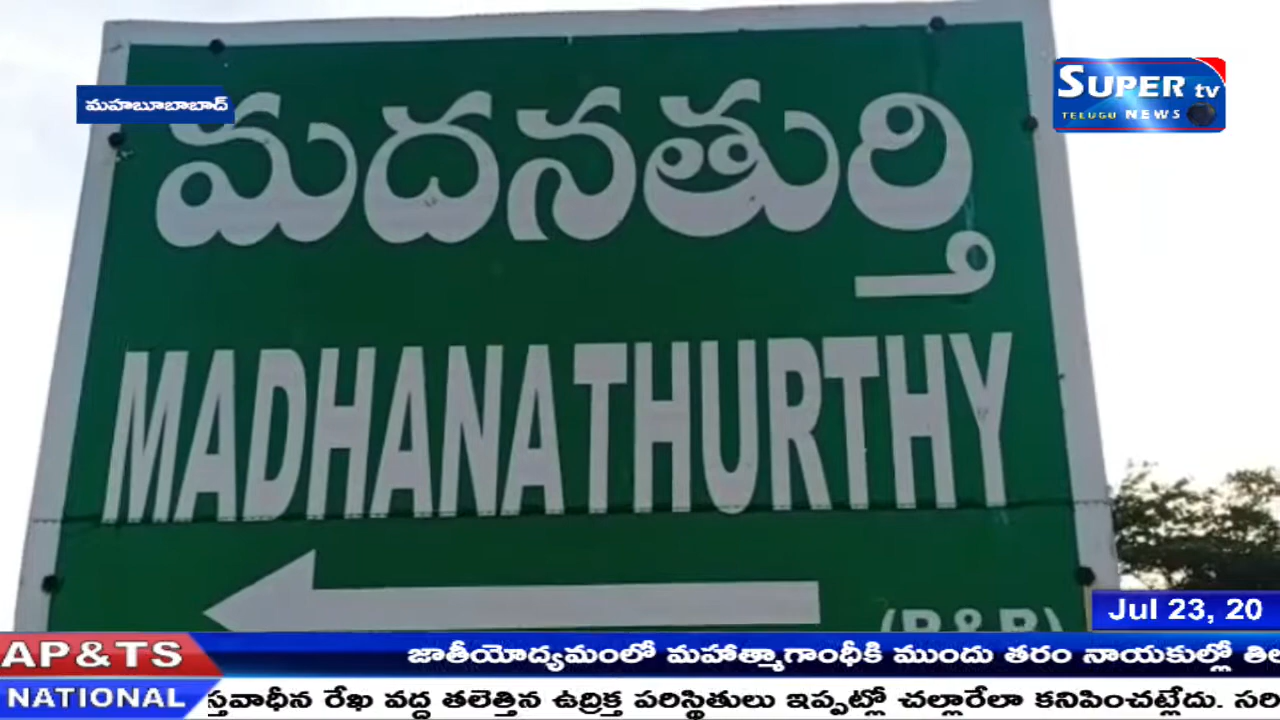 మహబూబాబాద్
SUPER tv
TELUGU NEWS
మదనతుర్తి
MADHANATHURTHY
(R&B)
Jul 23, 20
AP&TS
జాతీయోద్యమంలో మహాత్మాగాంధీకి ముందు తరం నాయకుల్లో
NATIONAL
స్తవాధీన రేఖ వద్ద తలెత్తిన ఉద్రిక్త పరిస్థితులు ఇప్పట్లో చల్లారేలా కనిపించట్లేదు.